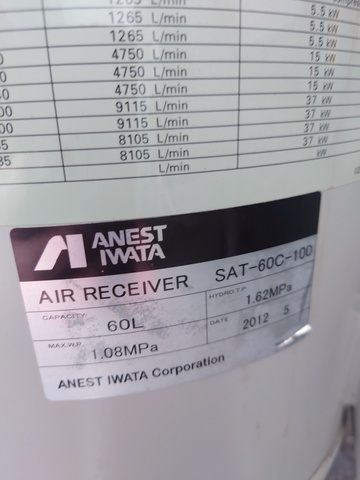 1265 L/min 5.5 kW
1265 L/min 5.5 kW
1265 L/min 5.5 kW
4750 L/min 15 kW
4750 L/min 15 kW
4750 L/min 15 kW
9115 L/min 37 kW
9115 L/min 37 kW
8105 L/min 37 kW
8105 L/min 37 kW
L/min kW
ANEST
IWATA
AIR RECEIVER SAT-60C-100
CAPACITY HYDRO T.P.
60L 1.62MPa
MAX.W.P. DATE
1.08MPa 2012 5
ANEST IWATA Corporation